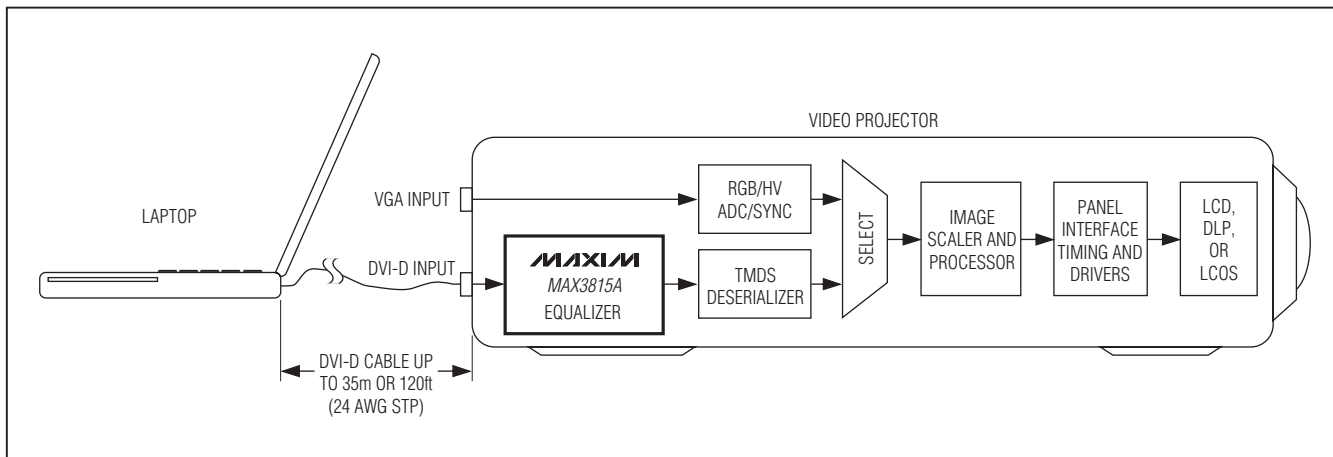 VIDEO PROJECTOR
LAPTOP
VGA INPUT
DVI-D INPUT
DVI-D CABLE UP
TO 35m OR 120ft
(24 AWG STP)
MAXIM
MAX3815A
EQUALIZER
RGB/HV
ADC/SYNC
TMDS
DESERIALIZER
SELECT
IMAGE
SCALER AND
PROCESSOR
PANEL
INTERFACE
TIMING AND
DRIVERS
LCD,
DLP,
OR
LCOS